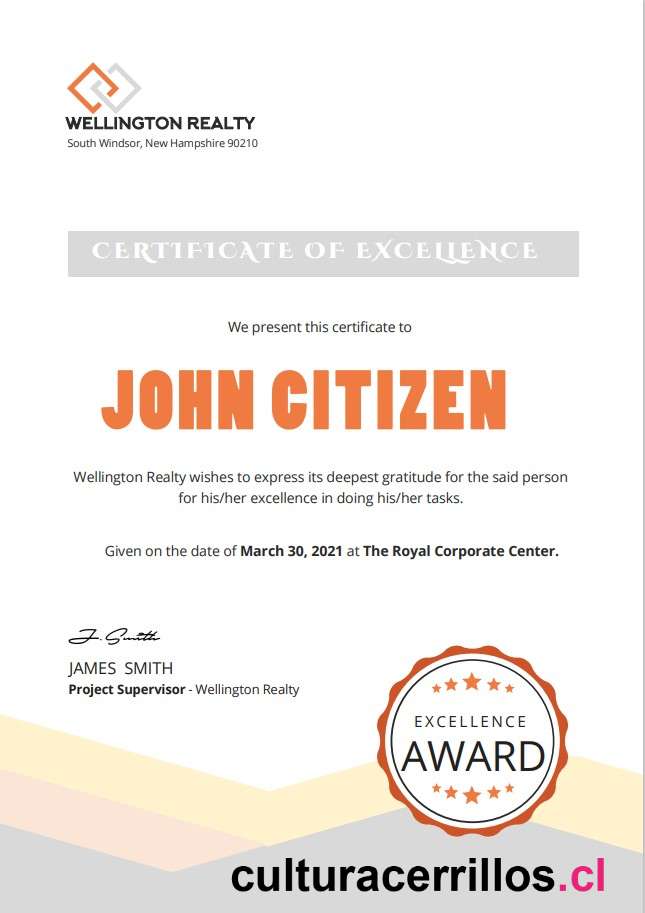 WELLINGTON REALTY
South Windsor, New Hampshire 90210
CERTIFICATE OF EXCELLENCE
We present this certificate to
JOHN CITIZEN
Wellington Realty wishes to express its deepest gratitude for the said person
for his/her excellence in doing his/her tasks.
Given on the date of March 30, 2021 at The Royal Corporate Center.
J. Smith
JAMES SMITH
Project Supervisor - Wellington Realty
EXCELLENCE
AWARD
culturacerrillos.cl